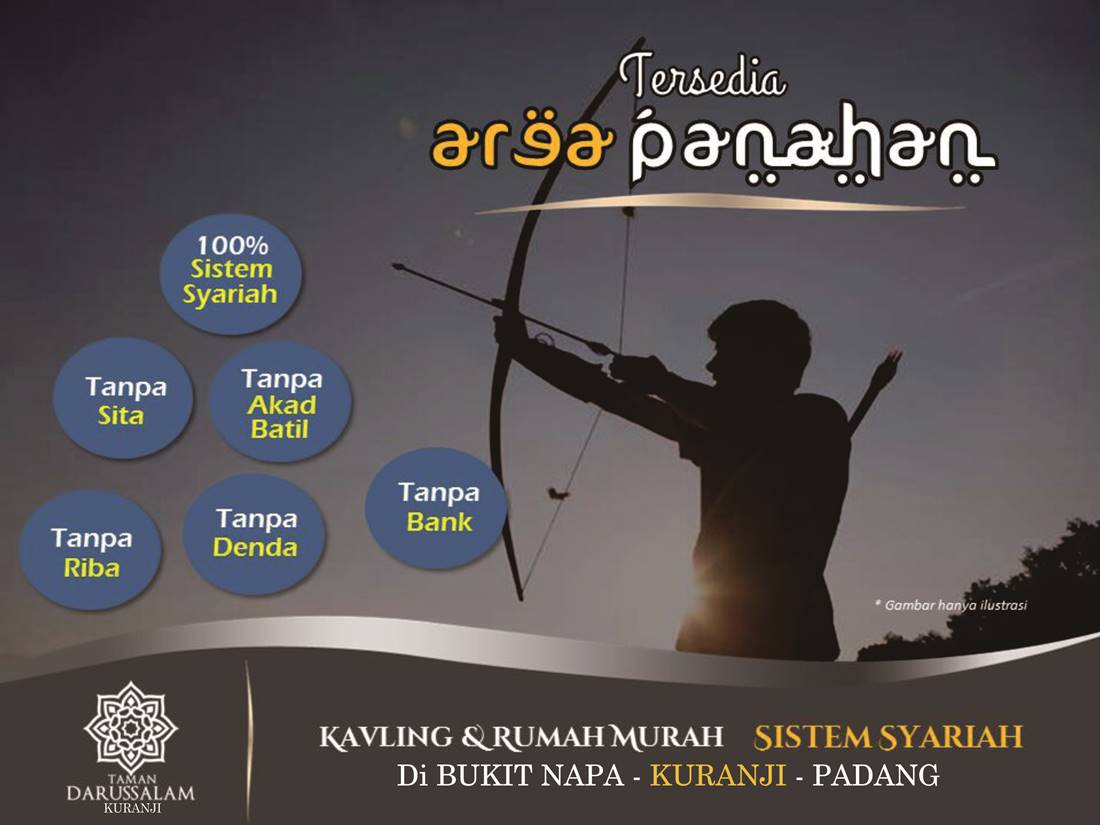 Tersedia
area panahan
100%
Sistem
Syariah
Tanpa
Sita
Tanpa
Akad
Batil
Tanpa
Bank
Tanpa
Riba
Tanpa
Denda
* Gambar hanya ilustrasi
TAMAN
DARUSSALAM
KURANJI
KAVLING & RUMAH MURAH SISTEM SYARIAH
Di BUKIT NAPA - KURANJI - PADANG